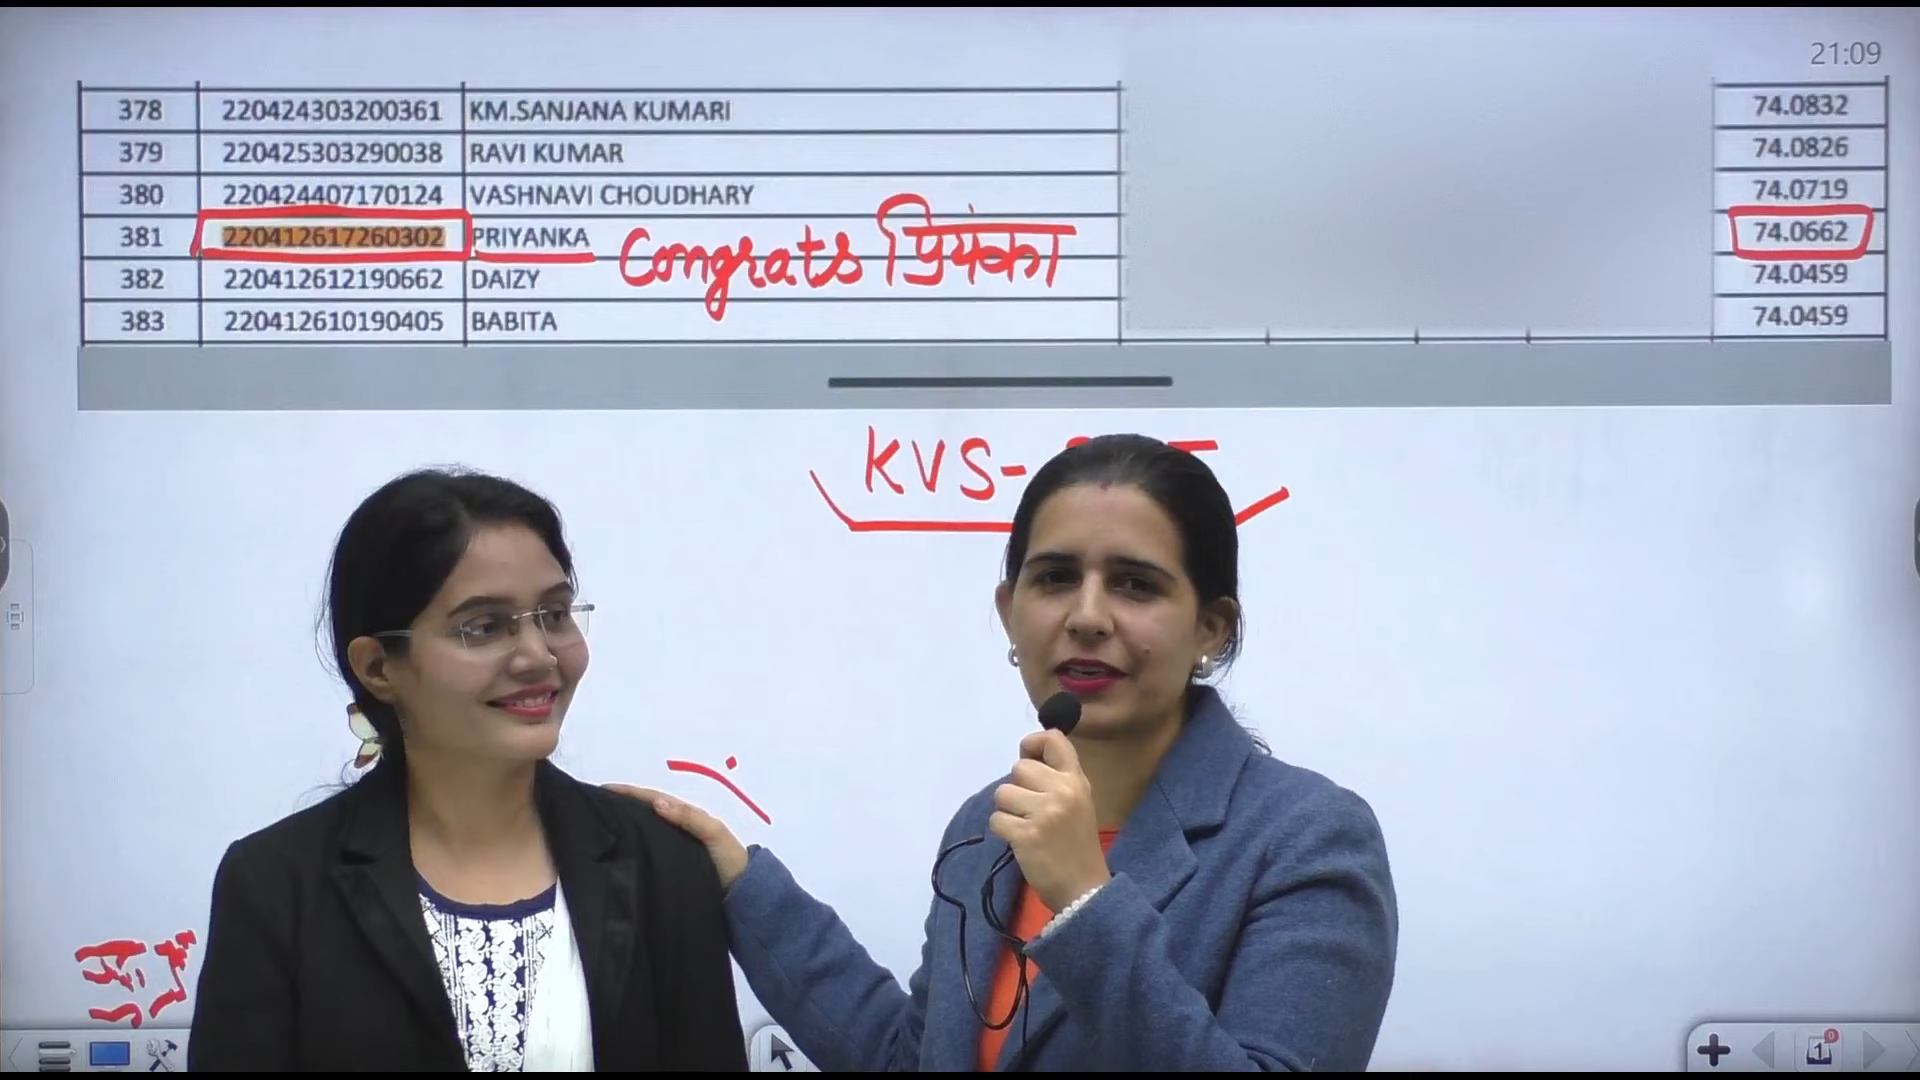 21:09
378 220424303200361 KM.SANJANA KUMARI 74.0832
379 220425303290038 RAVI KUMAR 74.0826
380 220424407170124 VASHNAVI CHOUDHARY 74.0719
381 220412617260302 PRIYANKA 74.0662
Congrats प्रियंका
382 220412612190662 DAIZY 74.0459
383 220412610190405 BABITA 74.0459
KVS-
1